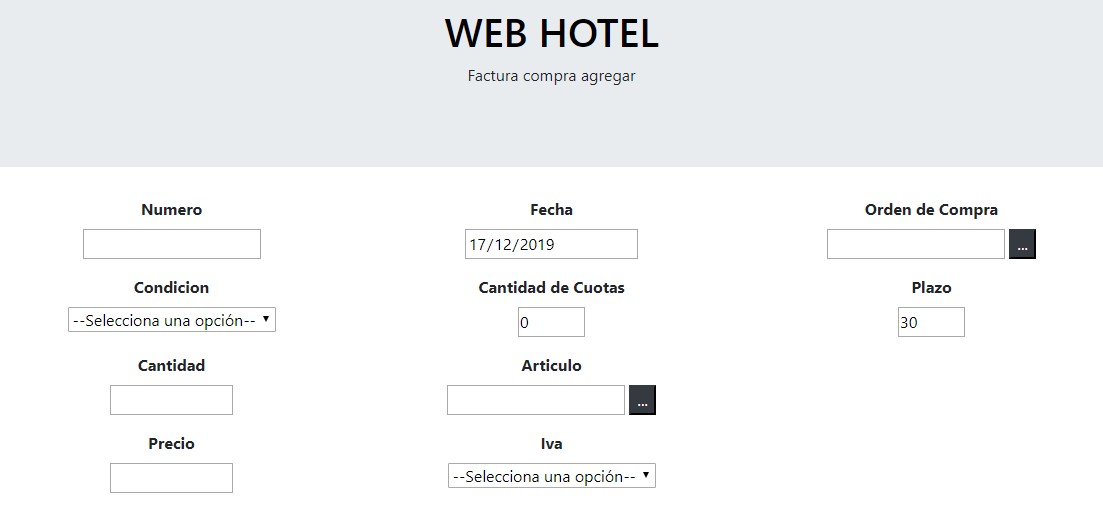 WEB HOTEL
Factura compra agregar
Numero Fecha Orden de Compra
17/12/2019 ...
Condicion Cantidad de Cuotas Plazo
--Selecciona una opción-- 0 30
Cantidad Articulo
...
Precio Iva
--Selecciona una opción--